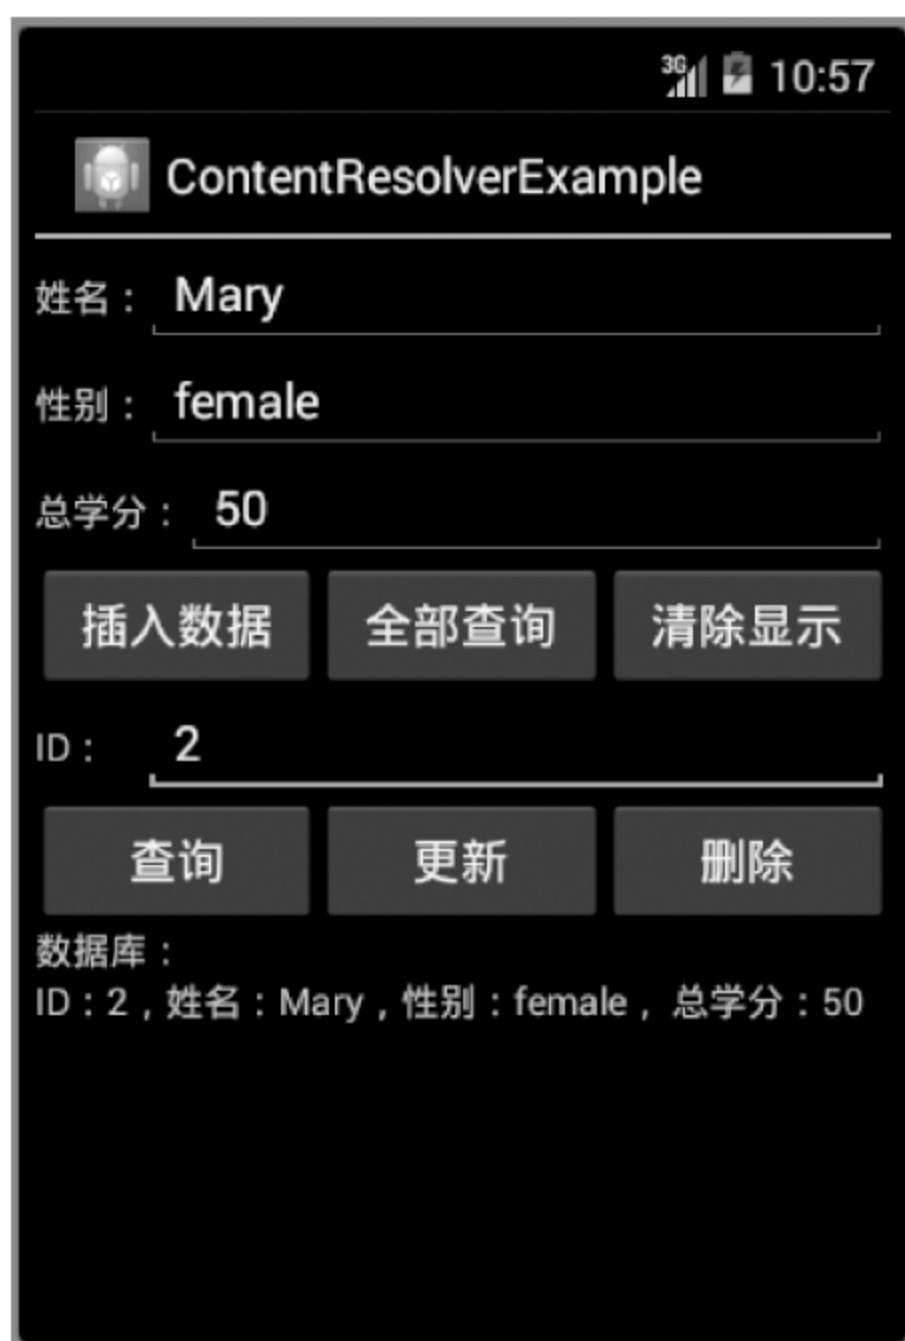 3G 10:57
ContentResolverExample
姓名： Mary
性别： female
总学分： 50
插入数据 全部查询 清除显示
ID： 2
查询 更新 删除
数据库：
ID：2，姓名：Mary，性别：female， 总学分：50